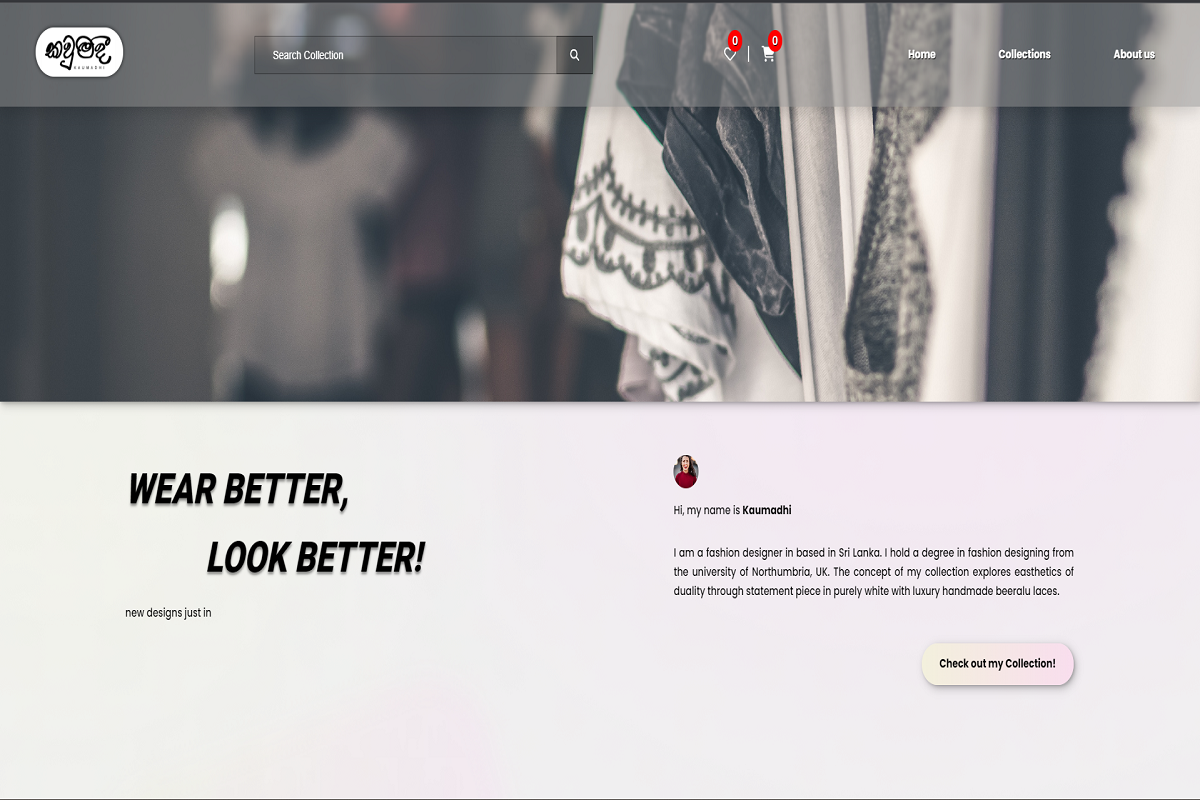 කවුමදී
KAUMADHI
Search Collection
0
0
Home
Collections
About us
WEAR BETTER,
LOOK BETTER!
new designs just in
Hi, my name is Kaumadhi
I am a fashion designer in based in Sri Lanka. I hold a degree in fashion designing from
the university of Northumbria, UK. The concept of my collection explores easthetics of
duality through statement piece in purely white with luxury handmade beeralu laces.
Check out my Collection!